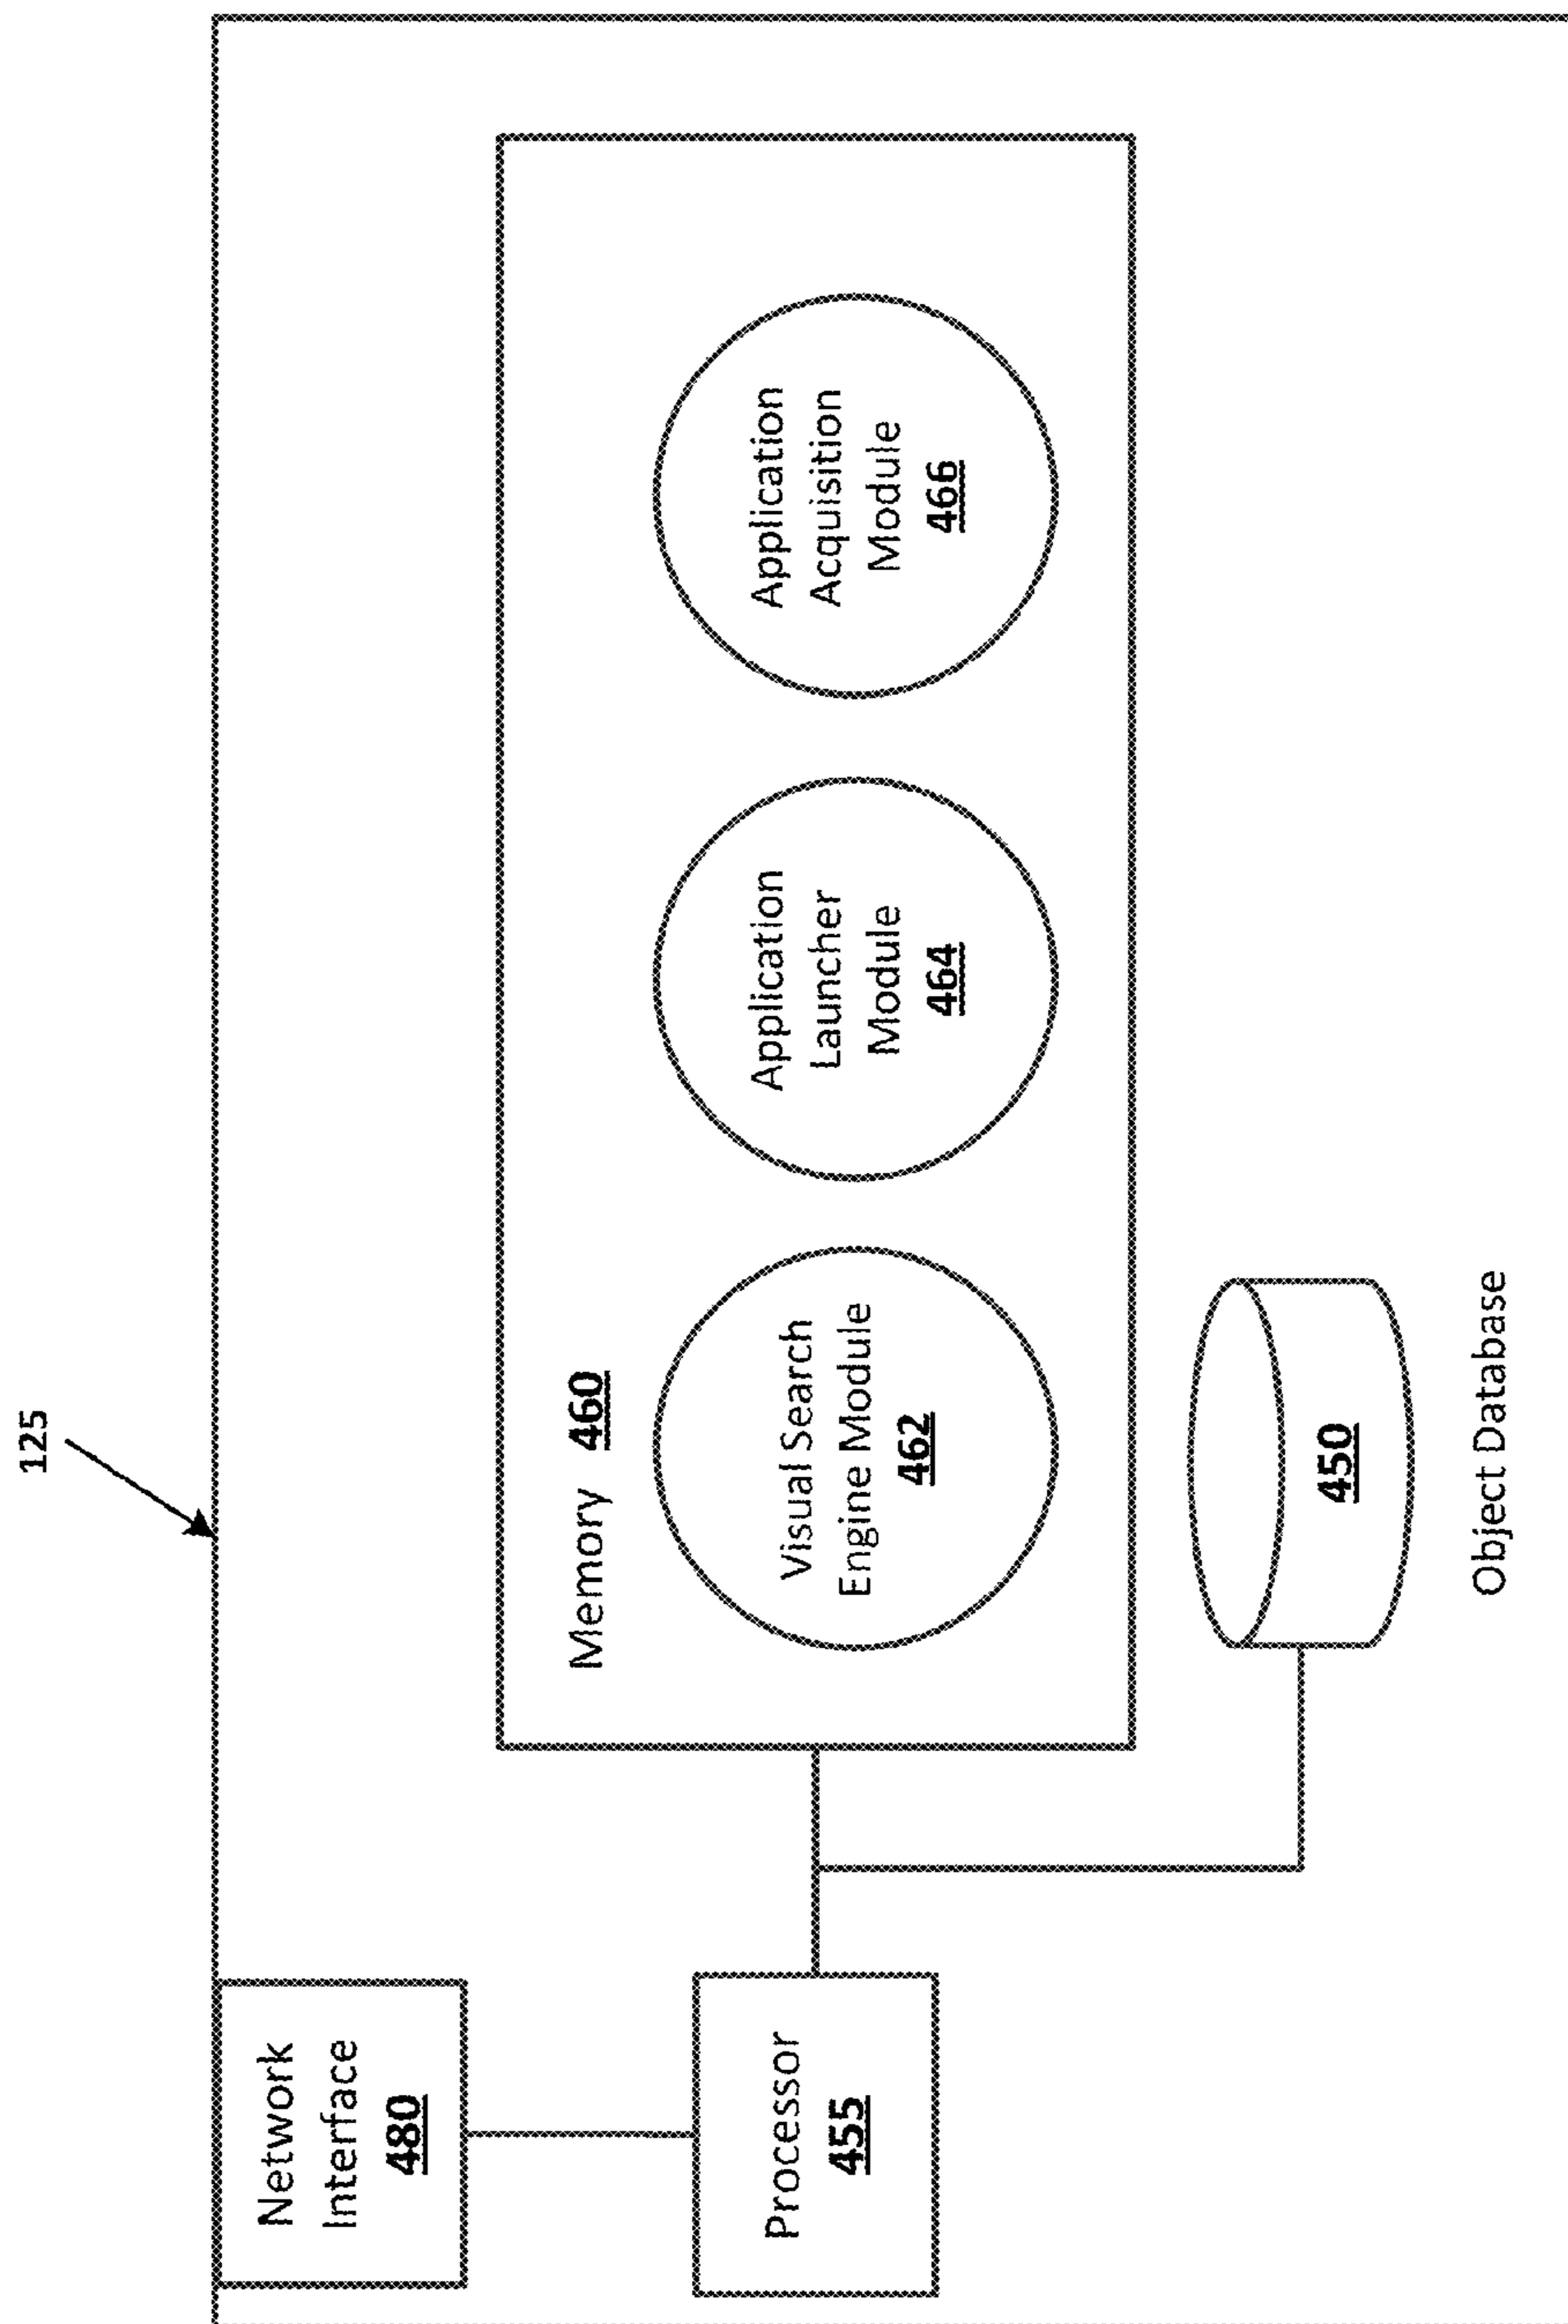 125
Network
Interface
480
Memory 460
Visual Search
Engine Module
462
Application
Launcher
Module
464
Application
Acquisition
Module
466
Processor
455
450
Object Database